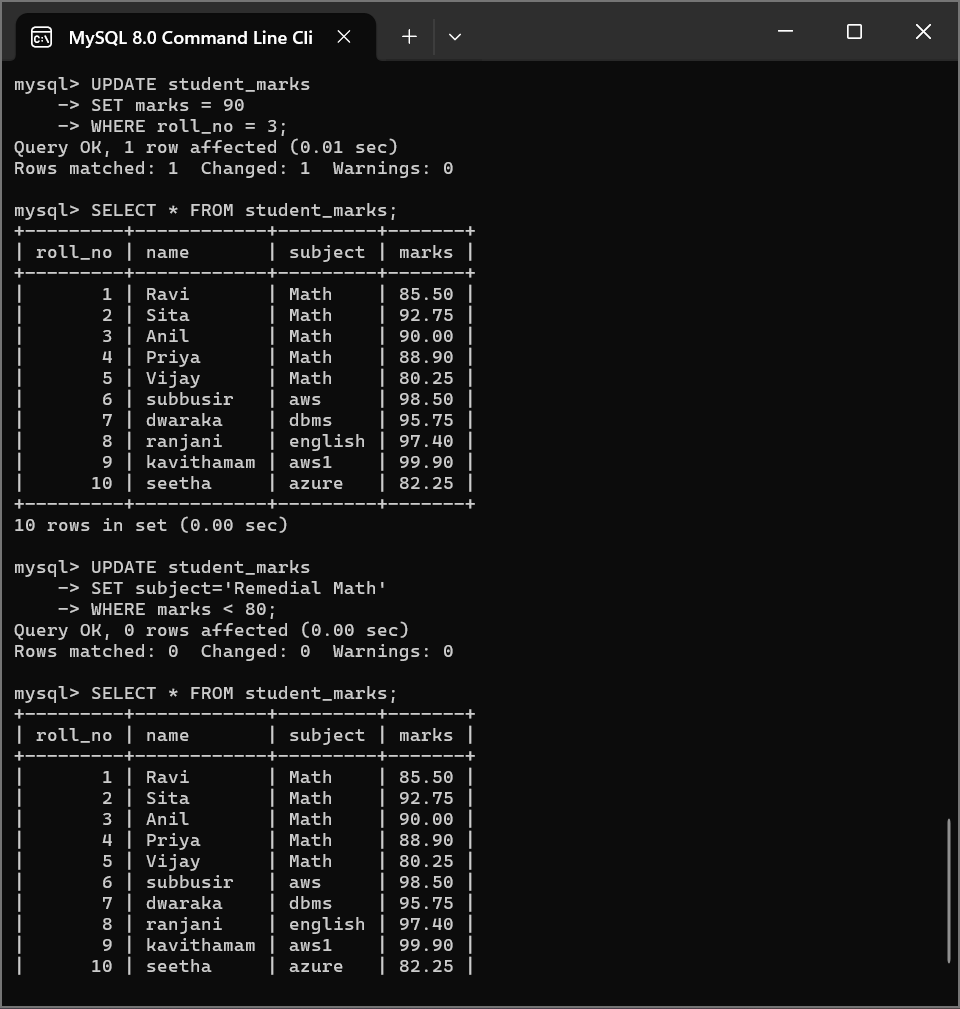 MySQL 8.0 Command Line Cli
mysql> UPDATE student_marks
    -> SET marks = 90
    -> WHERE roll_no = 3;
Query OK, 1 row affected (0.01 sec)
Rows matched: 1  Changed: 1  Warnings: 0

mysql> SELECT * FROM student_marks;
+---------+------------+---------+-------+
| roll_no | name       | subject | marks |
+---------+------------+---------+-------+
|       1 | Ravi       | Math    | 85.50 |
|       2 | Sita       | Math    | 92.75 |
|       3 | Anil       | Math    | 90.00 |
|       4 | Priya      | Math    | 88.90 |
|       5 | Vijay      | Math    | 80.25 |
|       6 | subbusir   | aws     | 98.50 |
|       7 | dwaraka    | dbms    | 95.75 |
|       8 | ranjani    | english | 97.40 |
|       9 | kavithamam | aws1    | 99.90 |
|      10 | seetha     | azure   | 82.25 |
+---------+------------+---------+-------+
10 rows in set (0.00 sec)

mysql> UPDATE student_marks
    -> SET subject='Remedial Math'
    -> WHERE marks < 80;
Query OK, 0 rows affected (0.00 sec)
Rows matched: 0  Changed: 0  Warnings: 0

mysql> SELECT * FROM student_marks;
+---------+------------+---------+-------+
| roll_no | name       | subject | marks |
+---------+------------+---------+-------+
|       1 | Ravi       | Math    | 85.50 |
|       2 | Sita       | Math    | 92.75 |
|       3 | Anil       | Math    | 90.00 |
|       4 | Priya      | Math    | 88.90 |
|       5 | Vijay      | Math    | 80.25 |
|       6 | subbusir   | aws     | 98.50 |
|       7 | dwaraka    | dbms    | 95.75 |
|       8 | ranjani    | english | 97.40 |
|       9 | kavithamam | aws1    | 99.90 |
|      10 | seetha     | azure   | 82.25 |